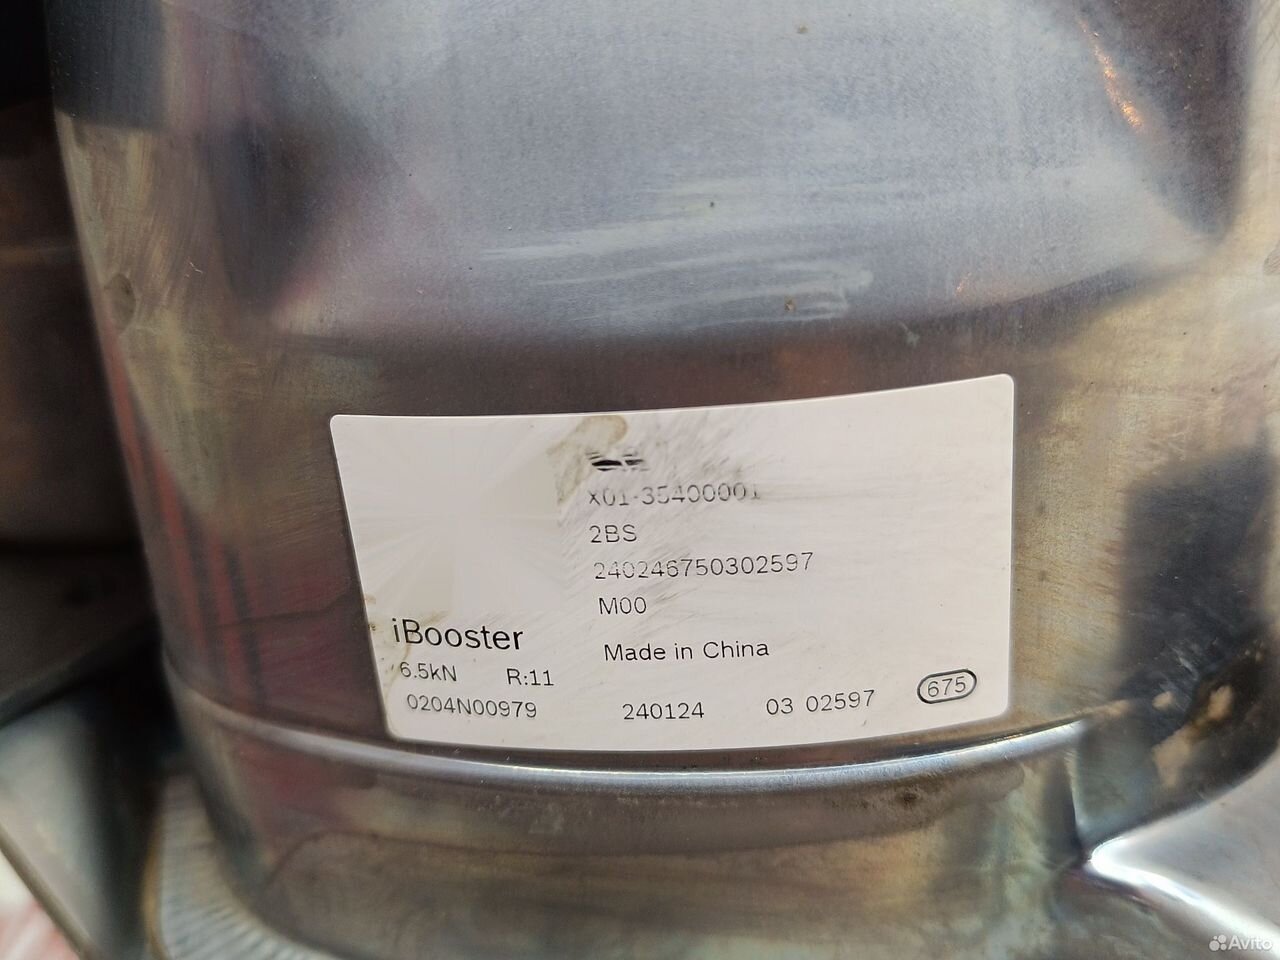 X01-35400001
2BS
240246750302597
M00
iBooster
Made in China
6.5kN R:11
0204N00979 240124 03 02597 675
Avito